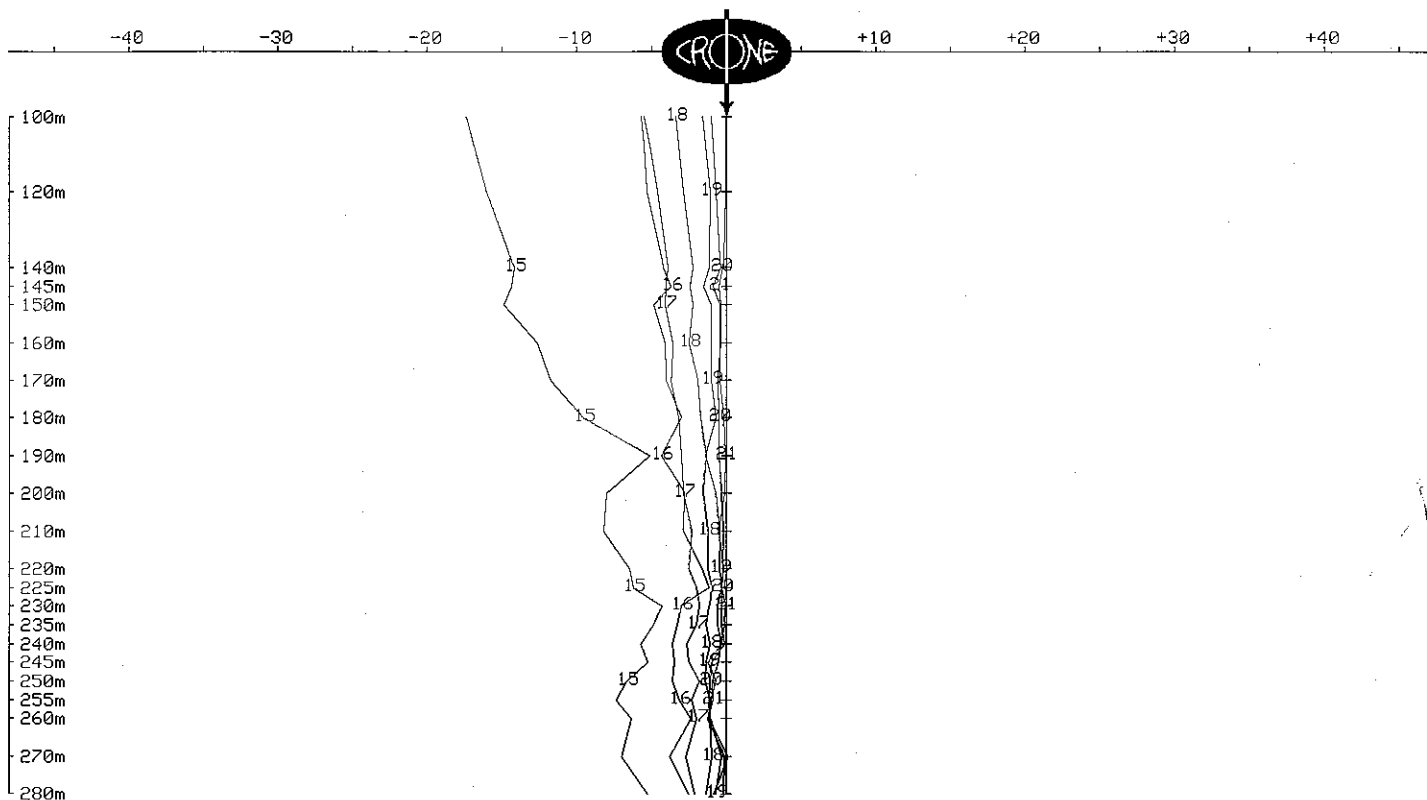 -40 -30 -20 -10 CRONE +10 +20 +30 +40
100m 18
120m 19
140m 15 20
145m 16 21
150m 17
160m 18
170m 19
180m 15 20
190m 16 21
200m 17
210m 18
220m 19
225m 15 20
230m 16 21
235m 17
240m 18
245m 19
250m 15 20
255m 16 21
260m 17
270m 18
280m 19